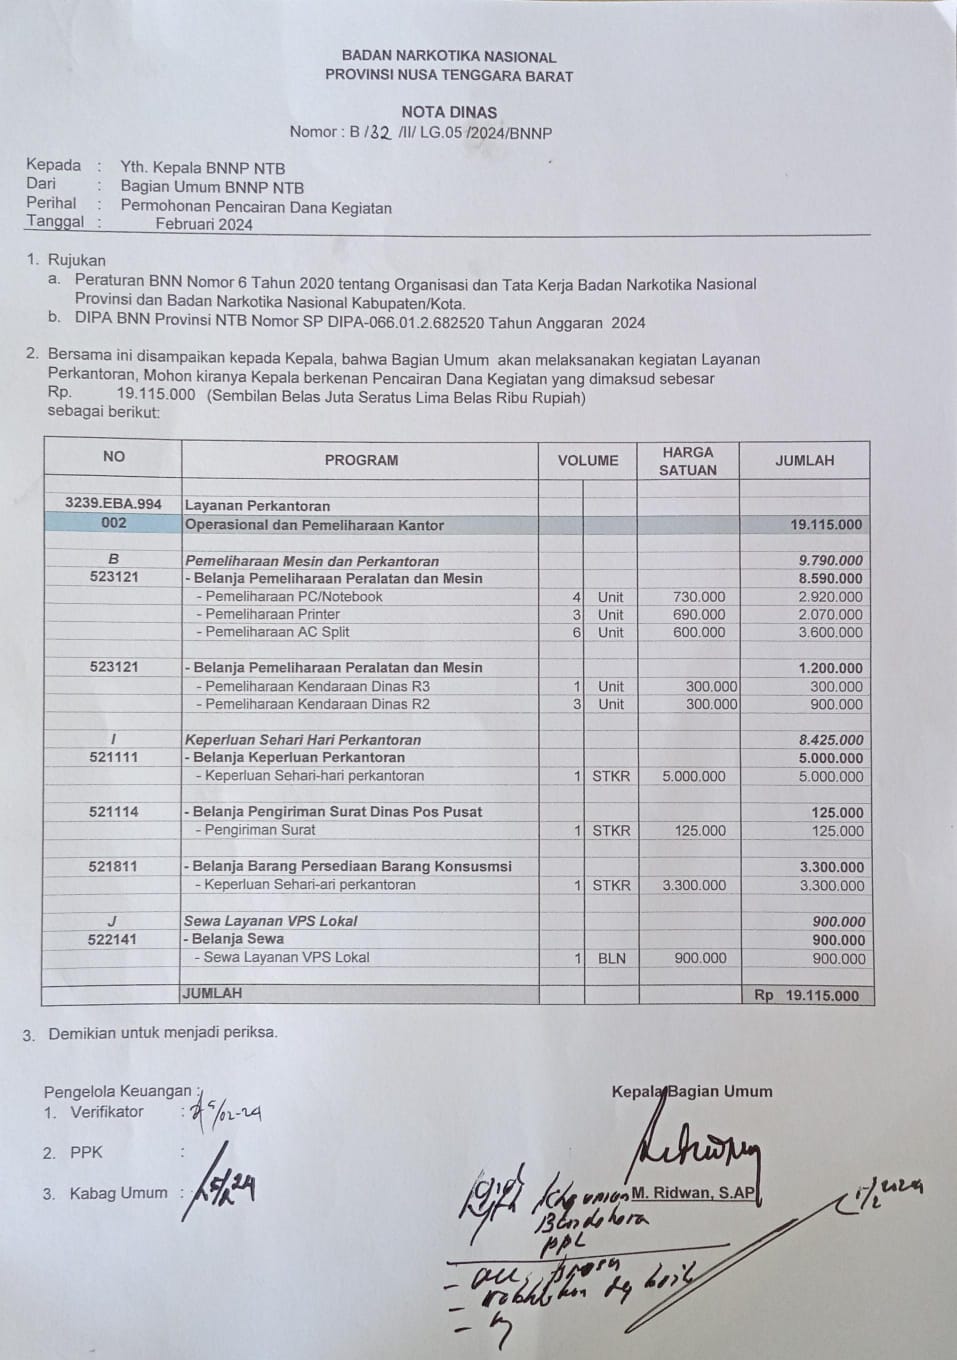 BADAN NARKOTIKA NASIONAL
PROVINSI NUSA TENGGARA BARAT
NOTA DINAS
Nomor : B /32 /II/ LG.05 /2024/BNNP
Kepada : Yth. Kepala BNNP NTB
Dari : Bagian Umum BNNP NTB
Perihal : Permohonan Pencairan Dana Kegiatan
Tanggal : Februari 2024
1. Rujukan
a. Peraturan BNN Nomor 6 Tahun 2020 tentang Organisasi dan Tata Kerja Badan Narkotika Nasional
Provinsi dan Badan Narkotika Nasional Kabupaten/Kota.
b. DIPA BNN Provinsi NTB Nomor SP DIPA-066.01.2.682520 Tahun Anggaran 2024
2. Bersama ini disampaikan kepada Kepala, bahwa Bagian Umum akan melaksanakan kegiatan Layanan
Perkantoran, Mohon kiranya Kepala berkenan Pencairan Dana Kegiatan yang dimaksud sebesar
Rp. 19.115.000 (Sembilan Belas Juta Seratus Lima Belas Ribu Rupiah)
sebagai berikut:
NO PROGRAM VOLUME HARGA SATUAN JUMLAH
3239.EBA.994 Layanan Perkantoran
002 Operasional dan Pemeliharaan Kantor 19.115.000
B Pemeliharaan Mesin dan Perkantoran 9.790.000
523121 - Belanja Pemeliharaan Peralatan dan Mesin 8.590.000
- Pemeliharaan PC/Notebook 4 Unit 730.000 2.920.000
- Pemeliharaan Printer 3 Unit 690.000 2.070.000
- Pemeliharaan AC Split 6 Unit 600.000 3.600.000
523121 - Belanja Pemeliharaan Peralatan dan Mesin 1.200.000
- Pemeliharaan Kendaraan Dinas R3 1 Unit 300.000 300.000
- Pemeliharaan Kendaraan Dinas R2 3 Unit 300.000 900.000
I Keperluan Sehari Hari Perkantoran 8.425.000
521111 - Belanja Keperluan Perkantoran 5.000.000
- Keperluan Sehari-hari perkantoran 1 STKR 5.000.000 5.000.000
521114 - Belanja Pengiriman Surat Dinas Pos Pusat 125.000
- Pengiriman Surat 1 STKR 125.000 125.000
521811 - Belanja Barang Persediaan Barang Konsusmsi 3.300.000
- Keperluan Sehari-ari perkantoran 1 STKR 3.300.000 3.300.000
J Sewa Layanan VPS Lokal 900.000
522141 - Belanja Sewa 900.000
- Sewa Layanan VPS Lokal 1 BLN 900.000 900.000
JUMLAH Rp 19.115.000
3. Demikian untuk menjadi periksa.
Pengelola Keuangan :
Kepala Bagian Umum
1. Verifikator : /02-24
2. PPK :
3. Kabag Umum :
M. Ridwan, S.AP
Bendahara
PPK